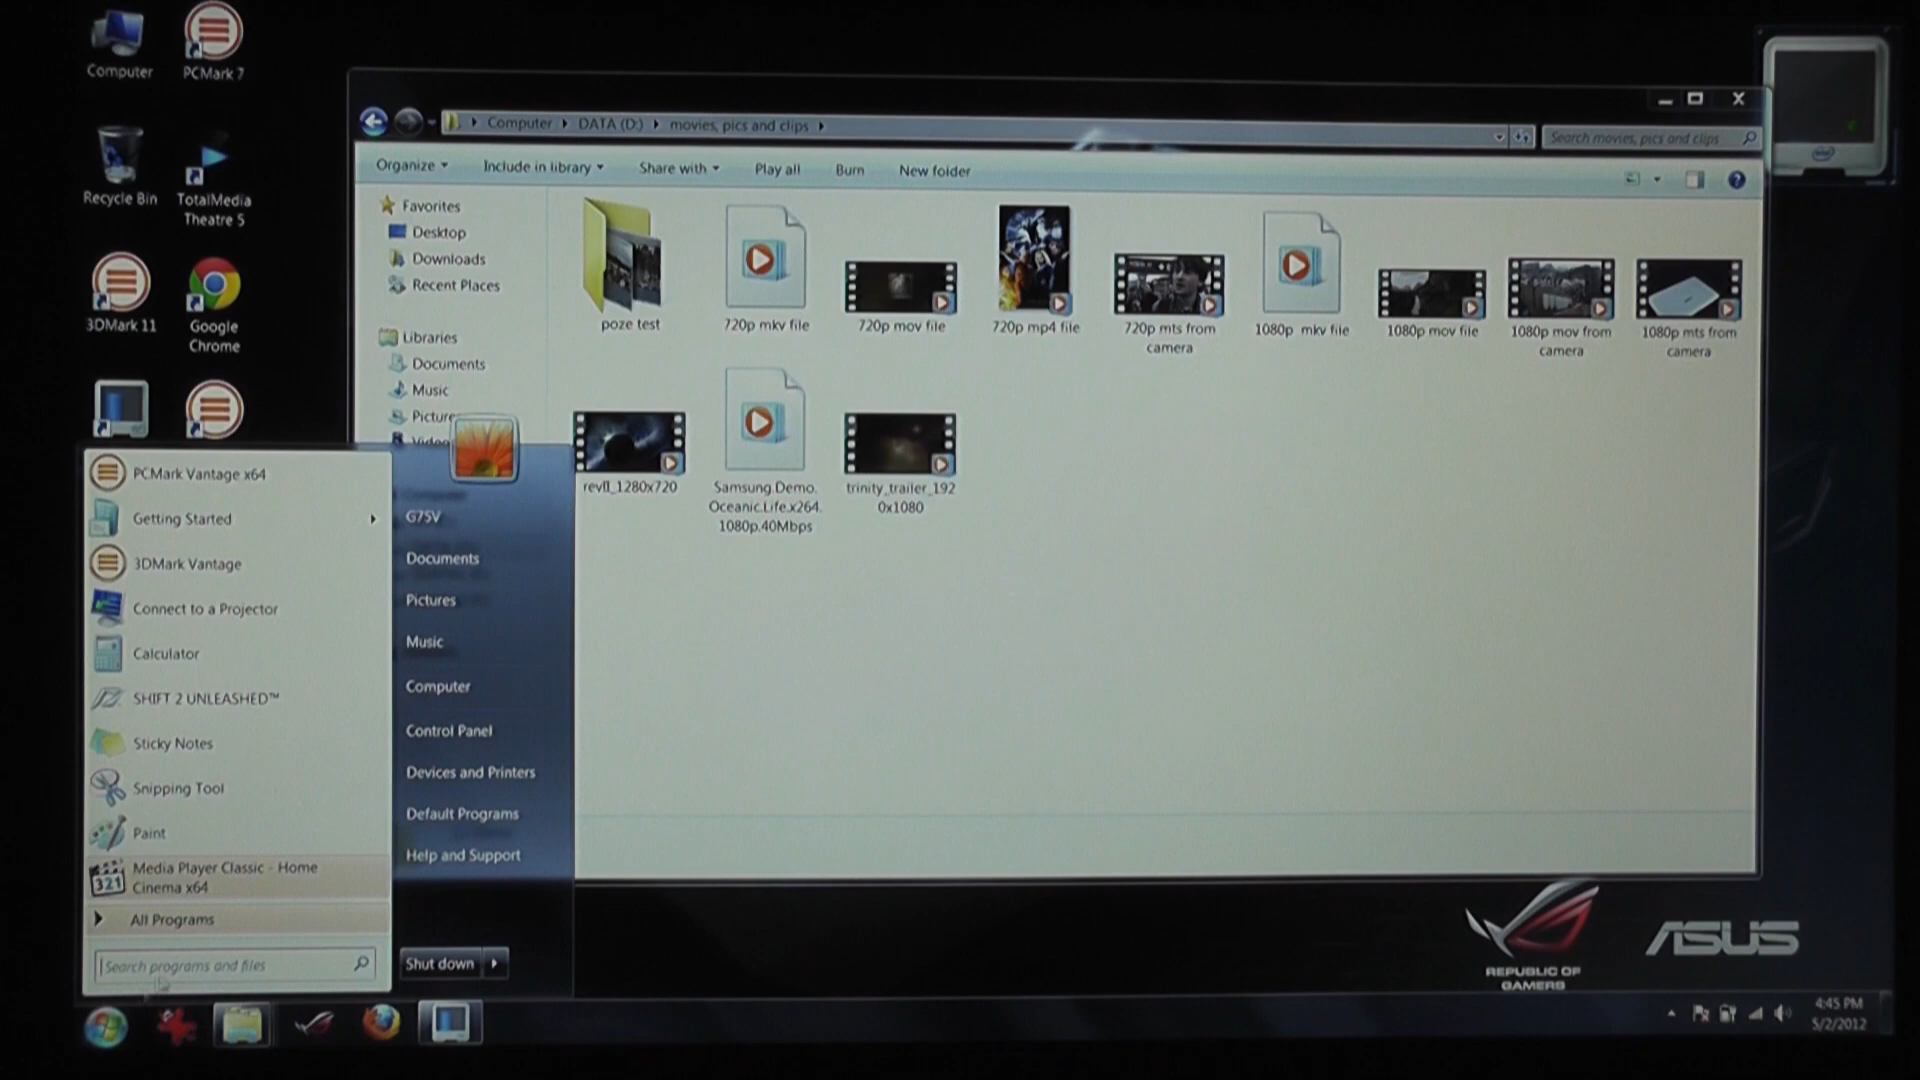 Computer
PCMark 7
Recycle Bin
TotalMedia
Theatre 5
3DMark 11
Google
Chrome
Computer
DATA (D:)
movies, pics and clips
Search movies, pics and clips
Organize
Include in library
Share with
Play all
Burn
New folder
Favorites
Desktop
Downloads
Recent Places
Libraries
Documents
Music
poze test
720p mkv file
720p mov file
720p mp4 file
720p mts from
camera
1080p mkv file
1080p mov file
1080p mov from
camera
1080p mts from
camera
revII_1280x720
Samsung.Demo.
Oceanic.Life.x264.
1080p.40Mbps
trinity_trailer_192
0x1080
PCMark Vantage x64
Getting Started
3DMark Vantage
Connect to a Projector
Calculator
SHIFT 2 UNLEASHED™
Sticky Notes
Snipping Tool
Paint
321
Media Player Classic - Home
Cinema x64
All Programs
Search programs and files
G75V
Documents
Pictures
Music
Computer
Control Panel
Devices and Printers
Default Programs
Help and Support
Shut down
intel
REPUBLIC OF
GAMERS
ASUS
4:45 PM
5/2/2012